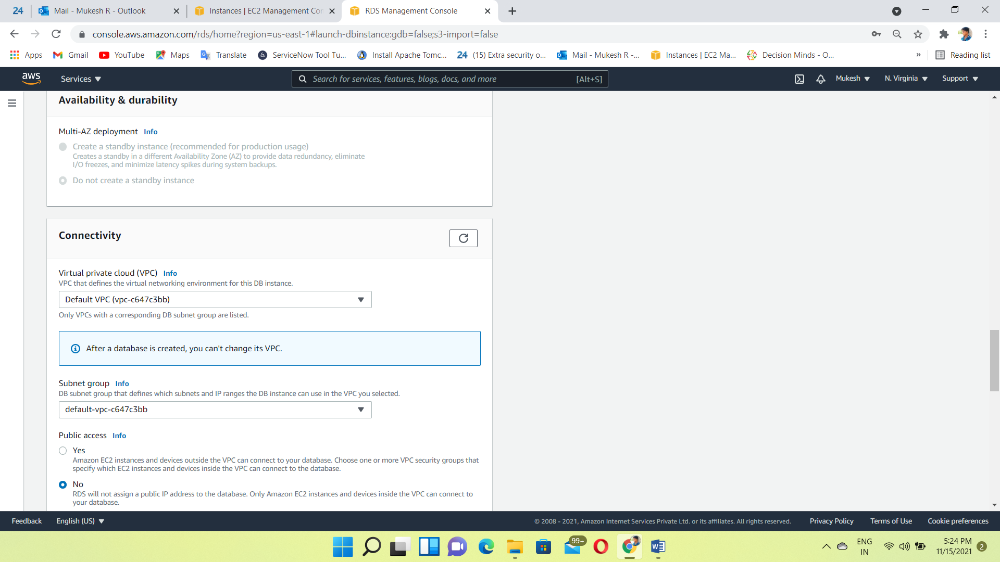 24
Mail - Mukesh R - Outlook
Instances | EC2 Management Con
RDS Management Console
console.aws.amazon.com/rds/home?region=us-east-1#launch-dbinstance:gdb=false;s3-import=false
Apps
Gmail
YouTube
Maps
Translate
ServiceNow Tool Tu...
Install Apache Tomc...
24 (15) Extra security o...
Mail - Mukesh R -...
Instances | EC2 Ma...
Decision Minds - O...
»
Reading list
aws
Services
Search for services, features, blogs, docs, and more
[Alt+S]
Mukesh
N. Virginia
Support
Availability & durability
Multi-AZ deployment Info
Create a standby instance (recommended for production usage)
Creates a standby in a different Availability Zone (AZ) to provide data redundancy, eliminate
I/O freezes, and minimize latency spikes during system backups.
Do not create a standby instance
Connectivity
Virtual private cloud (VPC) Info
VPC that defines the virtual networking environment for this DB instance.
Default VPC (vpc-c647c3bb)
Only VPCs with a corresponding DB subnet group are listed.
After a database is created, you can't change its VPC.
Subnet group Info
DB subnet group that defines which subnets and IP ranges the DB instance can use in the VPC you selected.
default-vpc-c647c3bb
Public access Info
Yes
Amazon EC2 instances and devices outside the VPC can connect to your database. Choose one or more VPC security groups that
specify which EC2 instances and devices inside the VPC can connect to the database.
No
RDS will not assign a public IP address to the database. Only Amazon EC2 instances and devices inside the VPC can connect to
your database.
Feedback
English (US)
© 2008 - 2021, Amazon Internet Services Private Ltd. or its affiliates. All rights reserved.
Privacy Policy
Terms of Use
Cookie preferences
99+
ENG
IN
5:24 PM
11/15/2021
2